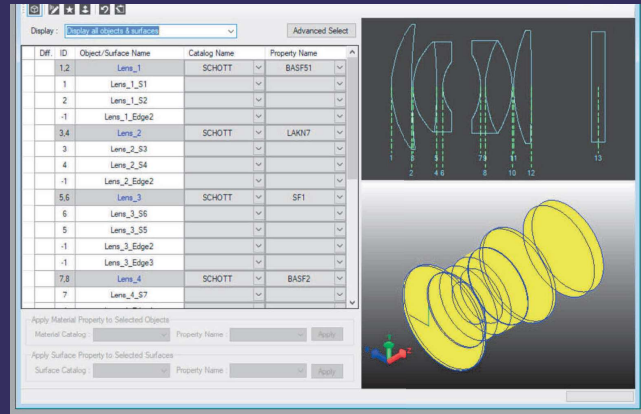 Display : Display all objects & surfaces Advanced Select
Diff. ID Object/Surface Name Catalog Name Property Name
1,2 Lens_1 SCHOTT BASF51
1 Lens_1_S1
2 Lens_1_S2
-1 Lens_1_Edge2
3,4 Lens_2 SCHOTT LAKN7
3 Lens_2_S3
4 Lens_2_S4
-1 Lens_2_Edge2
5,6 Lens_3 SCHOTT SF1
6 Lens_3_S6
5 Lens_3_S5
-1 Lens_3_Edge2
-1 Lens_3_Edge3
7,8 Lens_4 SCHOTT BASF2
7 Lens_4_S7
Apply Material Property to Selected Objects
Material Catalog : Property Name : Apply
Apply Surface Property to Selected Surfaces
Surface Catalog : Property Name : Apply
1 3 5 7 9 11 13
2 4 6 8 10 12
Z